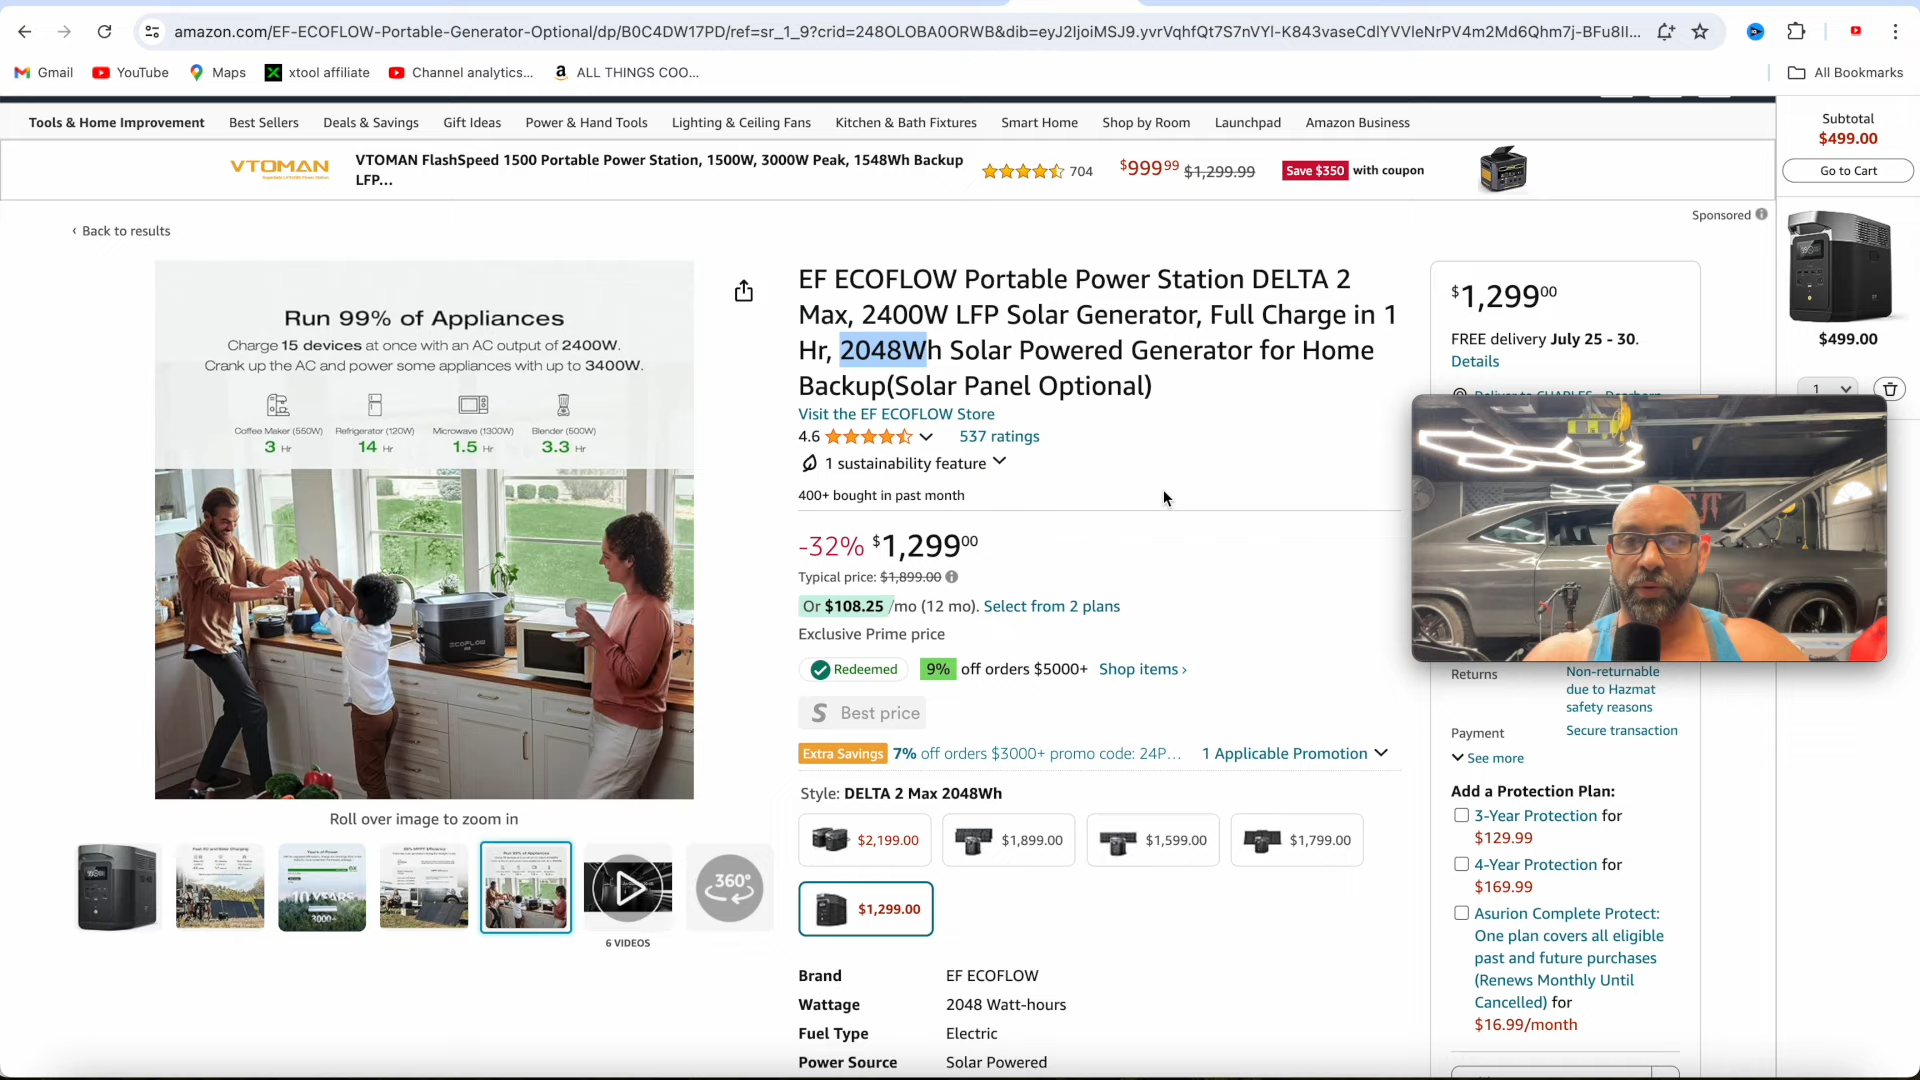 amazon.com/EF-ECOFLOW-Portable-Generator-Optional/dp/B0C4DW17PD/ref=sr_1_9?crid=248OLOBA0ORWB&dib=eyJ2IjoiMSJ9.yvrVqhfQt7S7nVYl-K843vaseCdlYVVleNrPV4m2Md6Qhm7j-BFu8II...
Gmail
YouTube
Maps
xtool affiliate
Channel analytics...
ALL THINGS COO...
All Bookmarks
Tools & Home Improvement
Best Sellers
Deals & Savings
Gift Ideas
Power & Hand Tools
Lighting & Ceiling Fans
Kitchen & Bath Fixtures
Smart Home
Shop by Room
Launchpad
Amazon Business
Subtotal
$499.00
Go to Cart
VTOMAN
VTOMAN FlashSpeed 1500 Portable Power Station, 1500W, 3000W Peak, 1548Wh Backup
LFP...
704
$999 99 $1,299.99
Save $350 with coupon
Sponsored
‹ Back to results
Run 99% of Appliances
Charge 15 devices at once with an AC output of 2400W.
Crank up the AC and power some appliances with up to 3400W.
Coffee Maker (550W)
3 Hr
Refrigerator (120W)
14 Hr
Microwave (1300W)
1.5 Hr
Blender (500W)
3.3 Hr
ECOFLOW
Roll over image to zoom in
10 YEARS
3000+
360°
6 VIDEOS
EF ECOFLOW Portable Power Station DELTA 2
Max, 2400W LFP Solar Generator, Full Charge in 1
Hr, 2048Wh Solar Powered Generator for Home
Backup(Solar Panel Optional)
Visit the EF ECOFLOW Store
4.6
537 ratings
1 sustainability feature
400+ bought in past month
-32% $1,299 00
Typical price: $1,899.00
Or $108.25 /mo (12 mo). Select from 2 plans
Exclusive Prime price
Redeemed
9% off orders $5000+ Shop items ›
S Best price
Extra Savings 7% off orders $3000+ promo code: 24P... 1 Applicable Promotion
Style: DELTA 2 Max 2048Wh
$2,199.00
$1,899.00
$1,599.00
$1,799.00
$1,299.00
Brand EF ECOFLOW
Wattage 2048 Watt-hours
Fuel Type Electric
Power Source Solar Powered
$1,299 00
FREE delivery July 25 - 30.
Details
Deliver to CHARLES - Dearborn
Returns
Non-returnable
due to Hazmat
safety reasons
Payment
Secure transaction
See more
Add a Protection Plan:
3-Year Protection for
$129.99
4-Year Protection for
$169.99
Asurion Complete Protect:
One plan covers all eligible
past and future purchases
(Renews Monthly Until
Cancelled) for
$16.99/month
$499.00
1